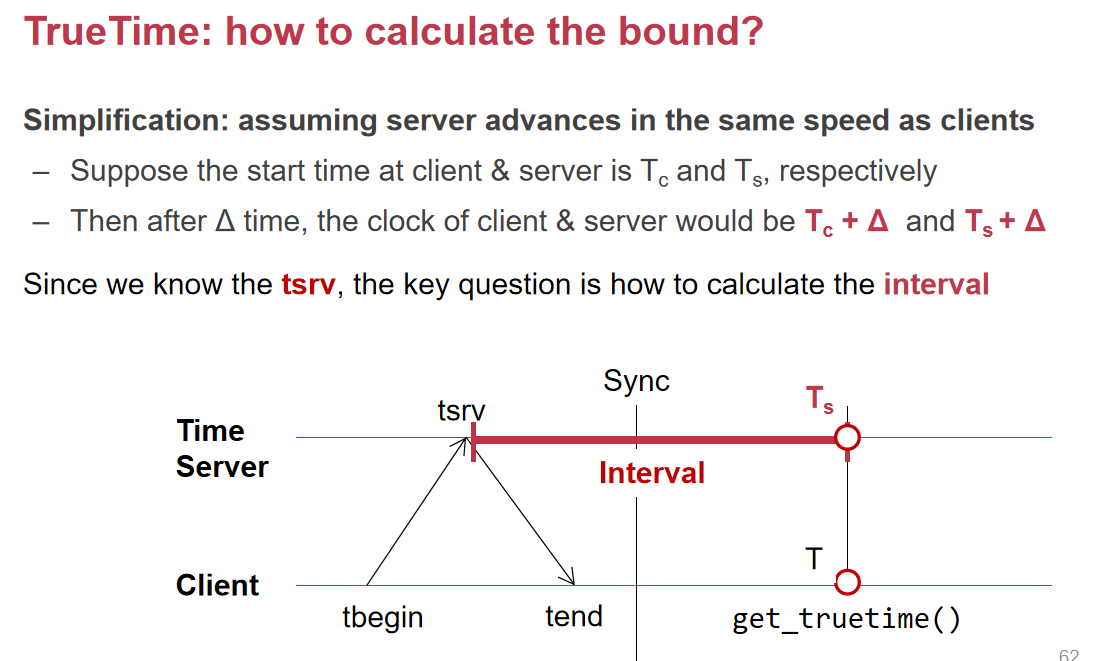 TrueTime: how to calculate the bound?
Simplification: assuming server advances in the same speed as clients
– Suppose the start time at client & server is Tc and Ts, respectively
– Then after Δ time, the clock of client & server would be Tc + Δ and Ts + Δ
Since we know the tsrv, the key question is how to calculate the interval
Sync
Ts
tsrv
Time
Server
Interval
T
Client
tbegin
tend
get_truetime()
62